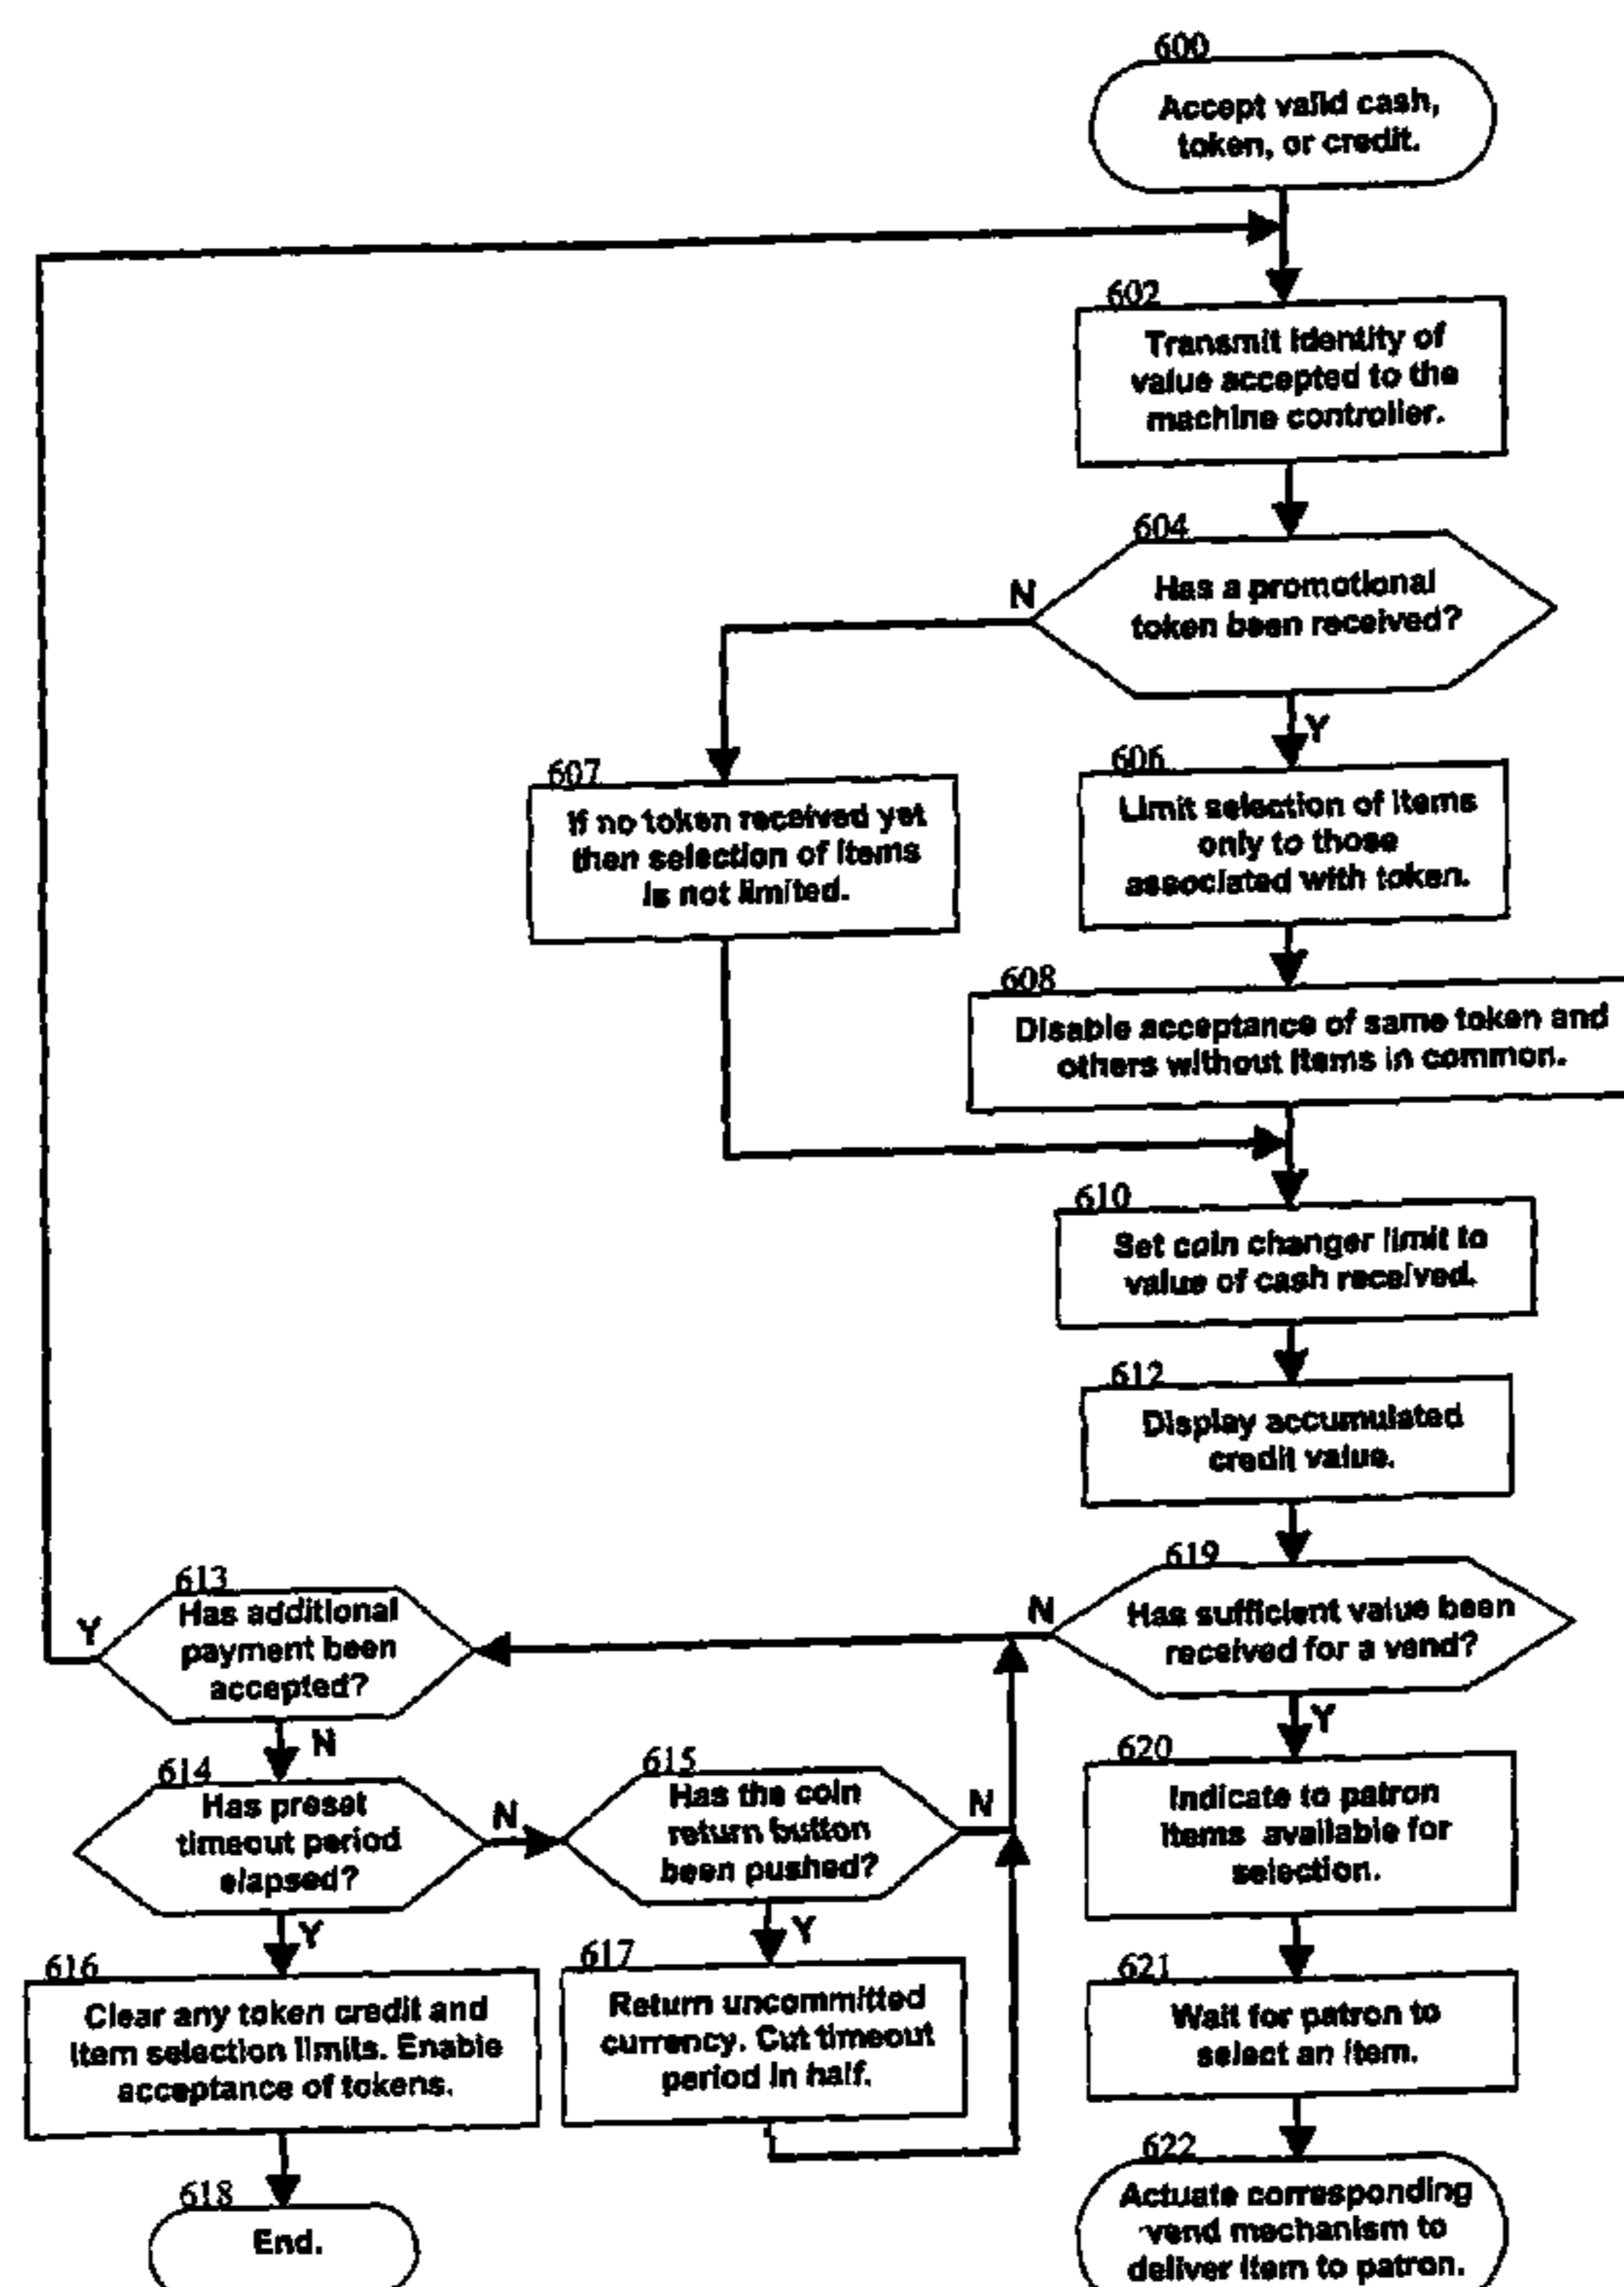 600
Accept valid cash,
token, or credit.
602
Transmit identity of
value accepted to the
machine controller.
604
Has a promotional
token been received?
N
Y
607
If no token received yet
then selection of items
is not limited.
606
Limit selection of items
only to those
associated with token.
608
Disable acceptance of same token and
others without items in common.
610
Set coin changer limit to
value of cash received.
612
Display accumulated
credit value.
619
Has sufficient value been
received for a vend?
N
Y
613
Has additional
payment been
accepted?
Y
N
614
Has preset
timeout period
elapsed?
N
Y
615
Has the coin
return button
been pushed?
N
Y
616
Clear any token credit and
item selection limits. Enable
acceptance of tokens.
617
Return uncommitted
currency. Cut timeout
period in half.
618
End.
620
Indicate to patron
items available for
selection.
621
Wait for patron to
select an item.
622
Actuate corresponding
vend mechanism to
deliver item to patron.